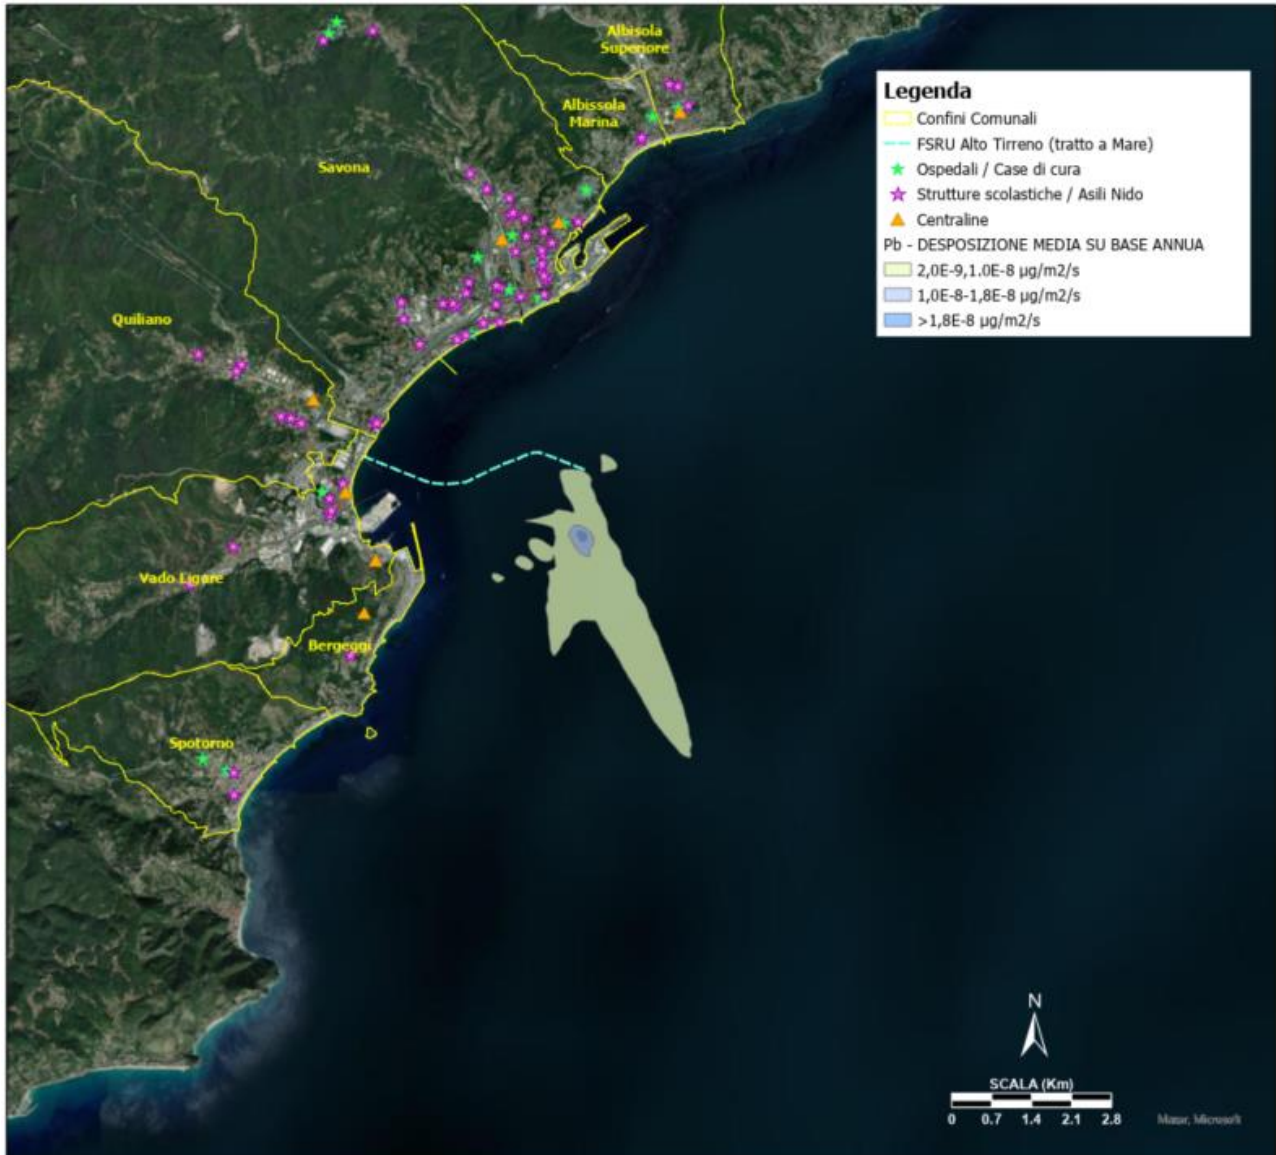 Albisola
Superiore
Albissola
Marina
Savona
Quiliano
Vado Ligure
Bergeggi
Spotorno
Legenda
Confini Comunali
FSRU Alto Tirreno (tratto a Mare)
Ospedali / Case di cura
Strutture scolastiche / Asili Nido
Centraline
Pb - DESPOSIZIONE MEDIA SU BASE ANNUA
2,0E-9,1.0E-8 µg/m2/s
1,0E-8-1,8E-8 µg/m2/s
>1,8E-8 µg/m2/s
N
SCALA (Km)
0 0.7 1.4 2.1 2.8
Maxar, Microsoft